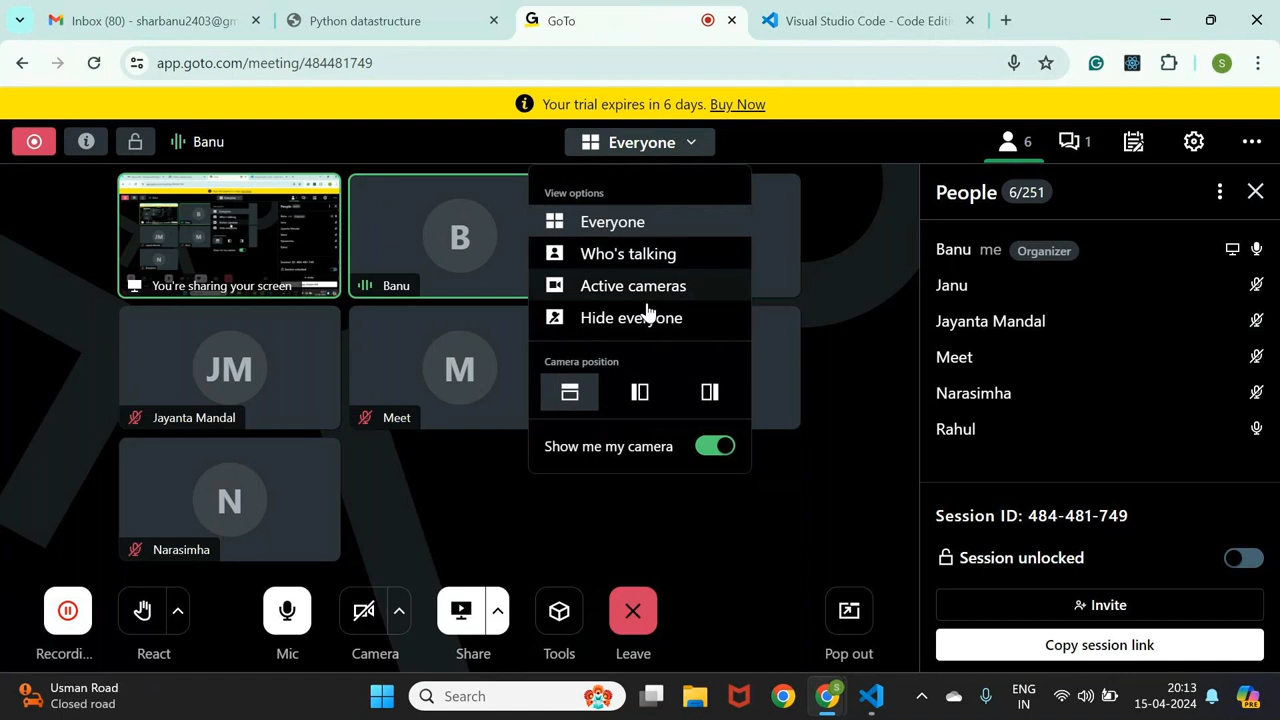 Inbox (80) - sharbanu2403@gm
Python datastructure
GoTo
Visual Studio Code - Code Editi
app.goto.com/meeting/484481749
S
Your trial expires in 6 days. Buy Now
Banu
Everyone
6
1
View options
Everyone
Who's talking
Active cameras
Hide everyone
Camera position
Show me my camera
You're sharing your screen
B
Banu
JM
Jayanta Mandal
M
Meet
N
Narasimha
People 6/251
Banu me Organizer
Janu
Jayanta Mandal
Meet
Narasimha
Rahul
Session ID: 484-481-749
Session unlocked
Invite
Copy session link
Recordi...
React
Mic
Camera
Share
Tools
Leave
Pop out
Usman Road
Closed road
Search
ENG
IN
20:13
15-04-2024
PRE